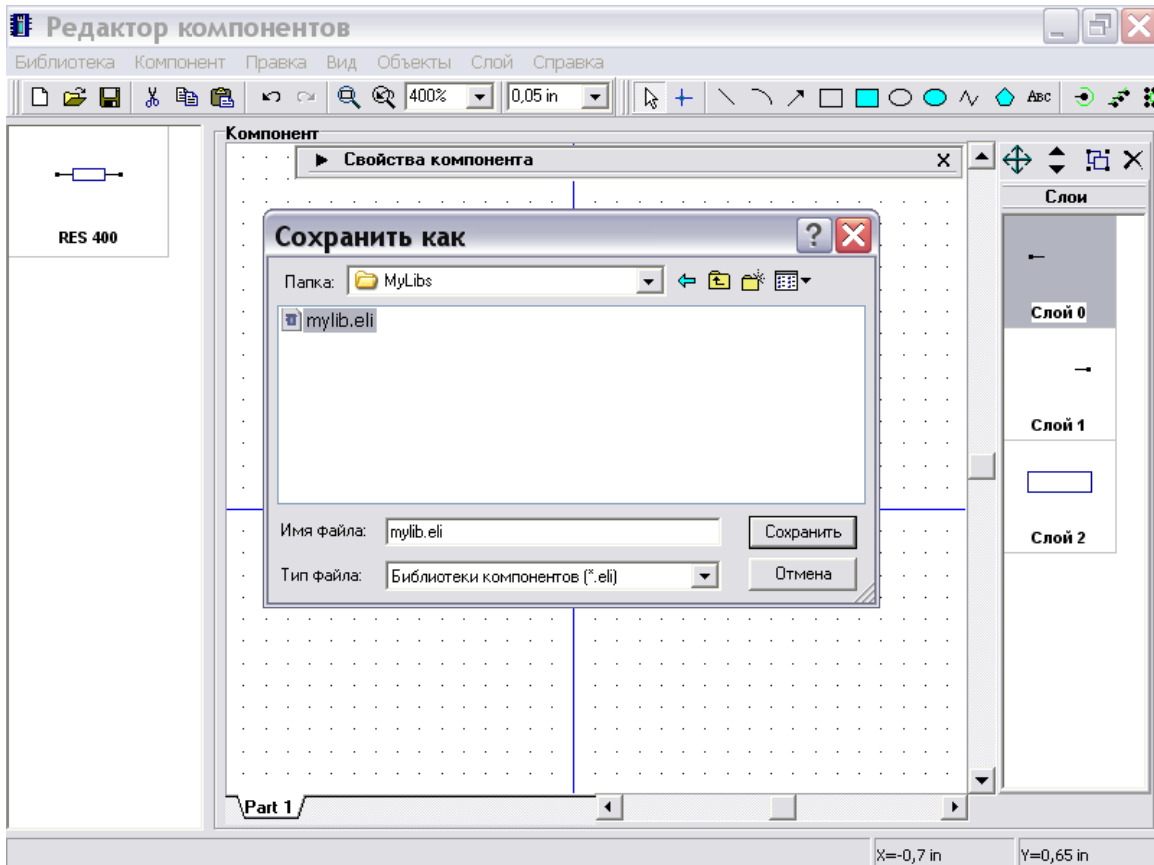 Редактор компонентов
Библиотека Компонент Правка Вид Объекты Слой Справка
400% 0,05 in ABC
Компонент
Свойства компонента
Слои
RES 400
Сохранить как
Папка: MyLibs
mylib.eli
Слой 0
Слой 1
Имя файла: mylib.eli Сохранить
Слой 2
Тип файла: Библиотеки компонентов (*.eli) Отмена
Part 1
X=-0,7 in Y=0,65 in